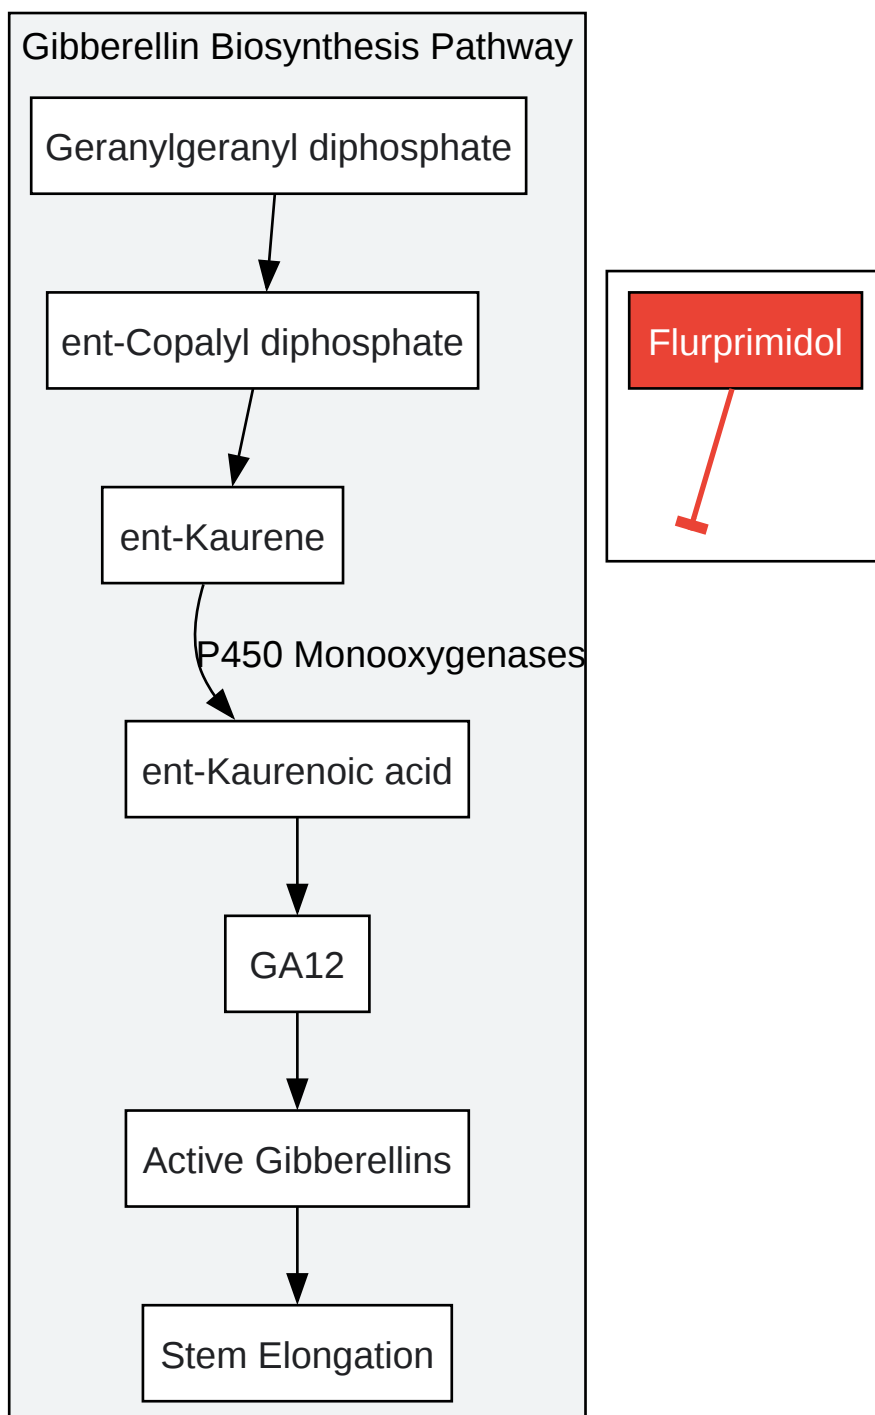 Gibberellin Biosynthesis Pathway
Geranylgeranyl diphosphate
ent-Copalyl diphosphate
Flurprimidol
ent-Kaurene
P450 Monooxygenases
ent-Kaurenoic acid
GA12
Active Gibberellins
Stem Elongation